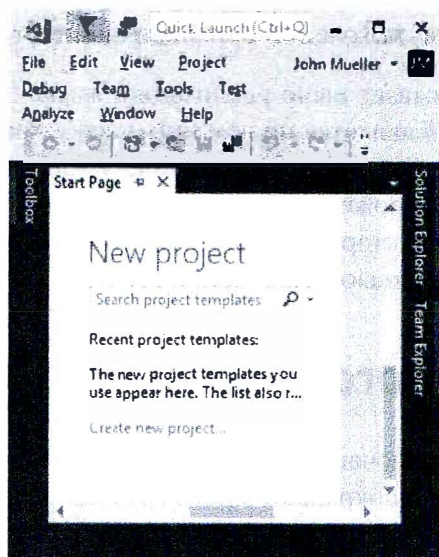 Quick Launch (Ctrl+Q)
File Edit View Project John Mueller JM
Debug Team Tools Test
Analyze Window Help
Toolbox
Start Page
Solution Explorer
Team Explorer
New project
Search project templates
Recent project templates:
The new project templates you
use appear here. The list also r...
Create new project...